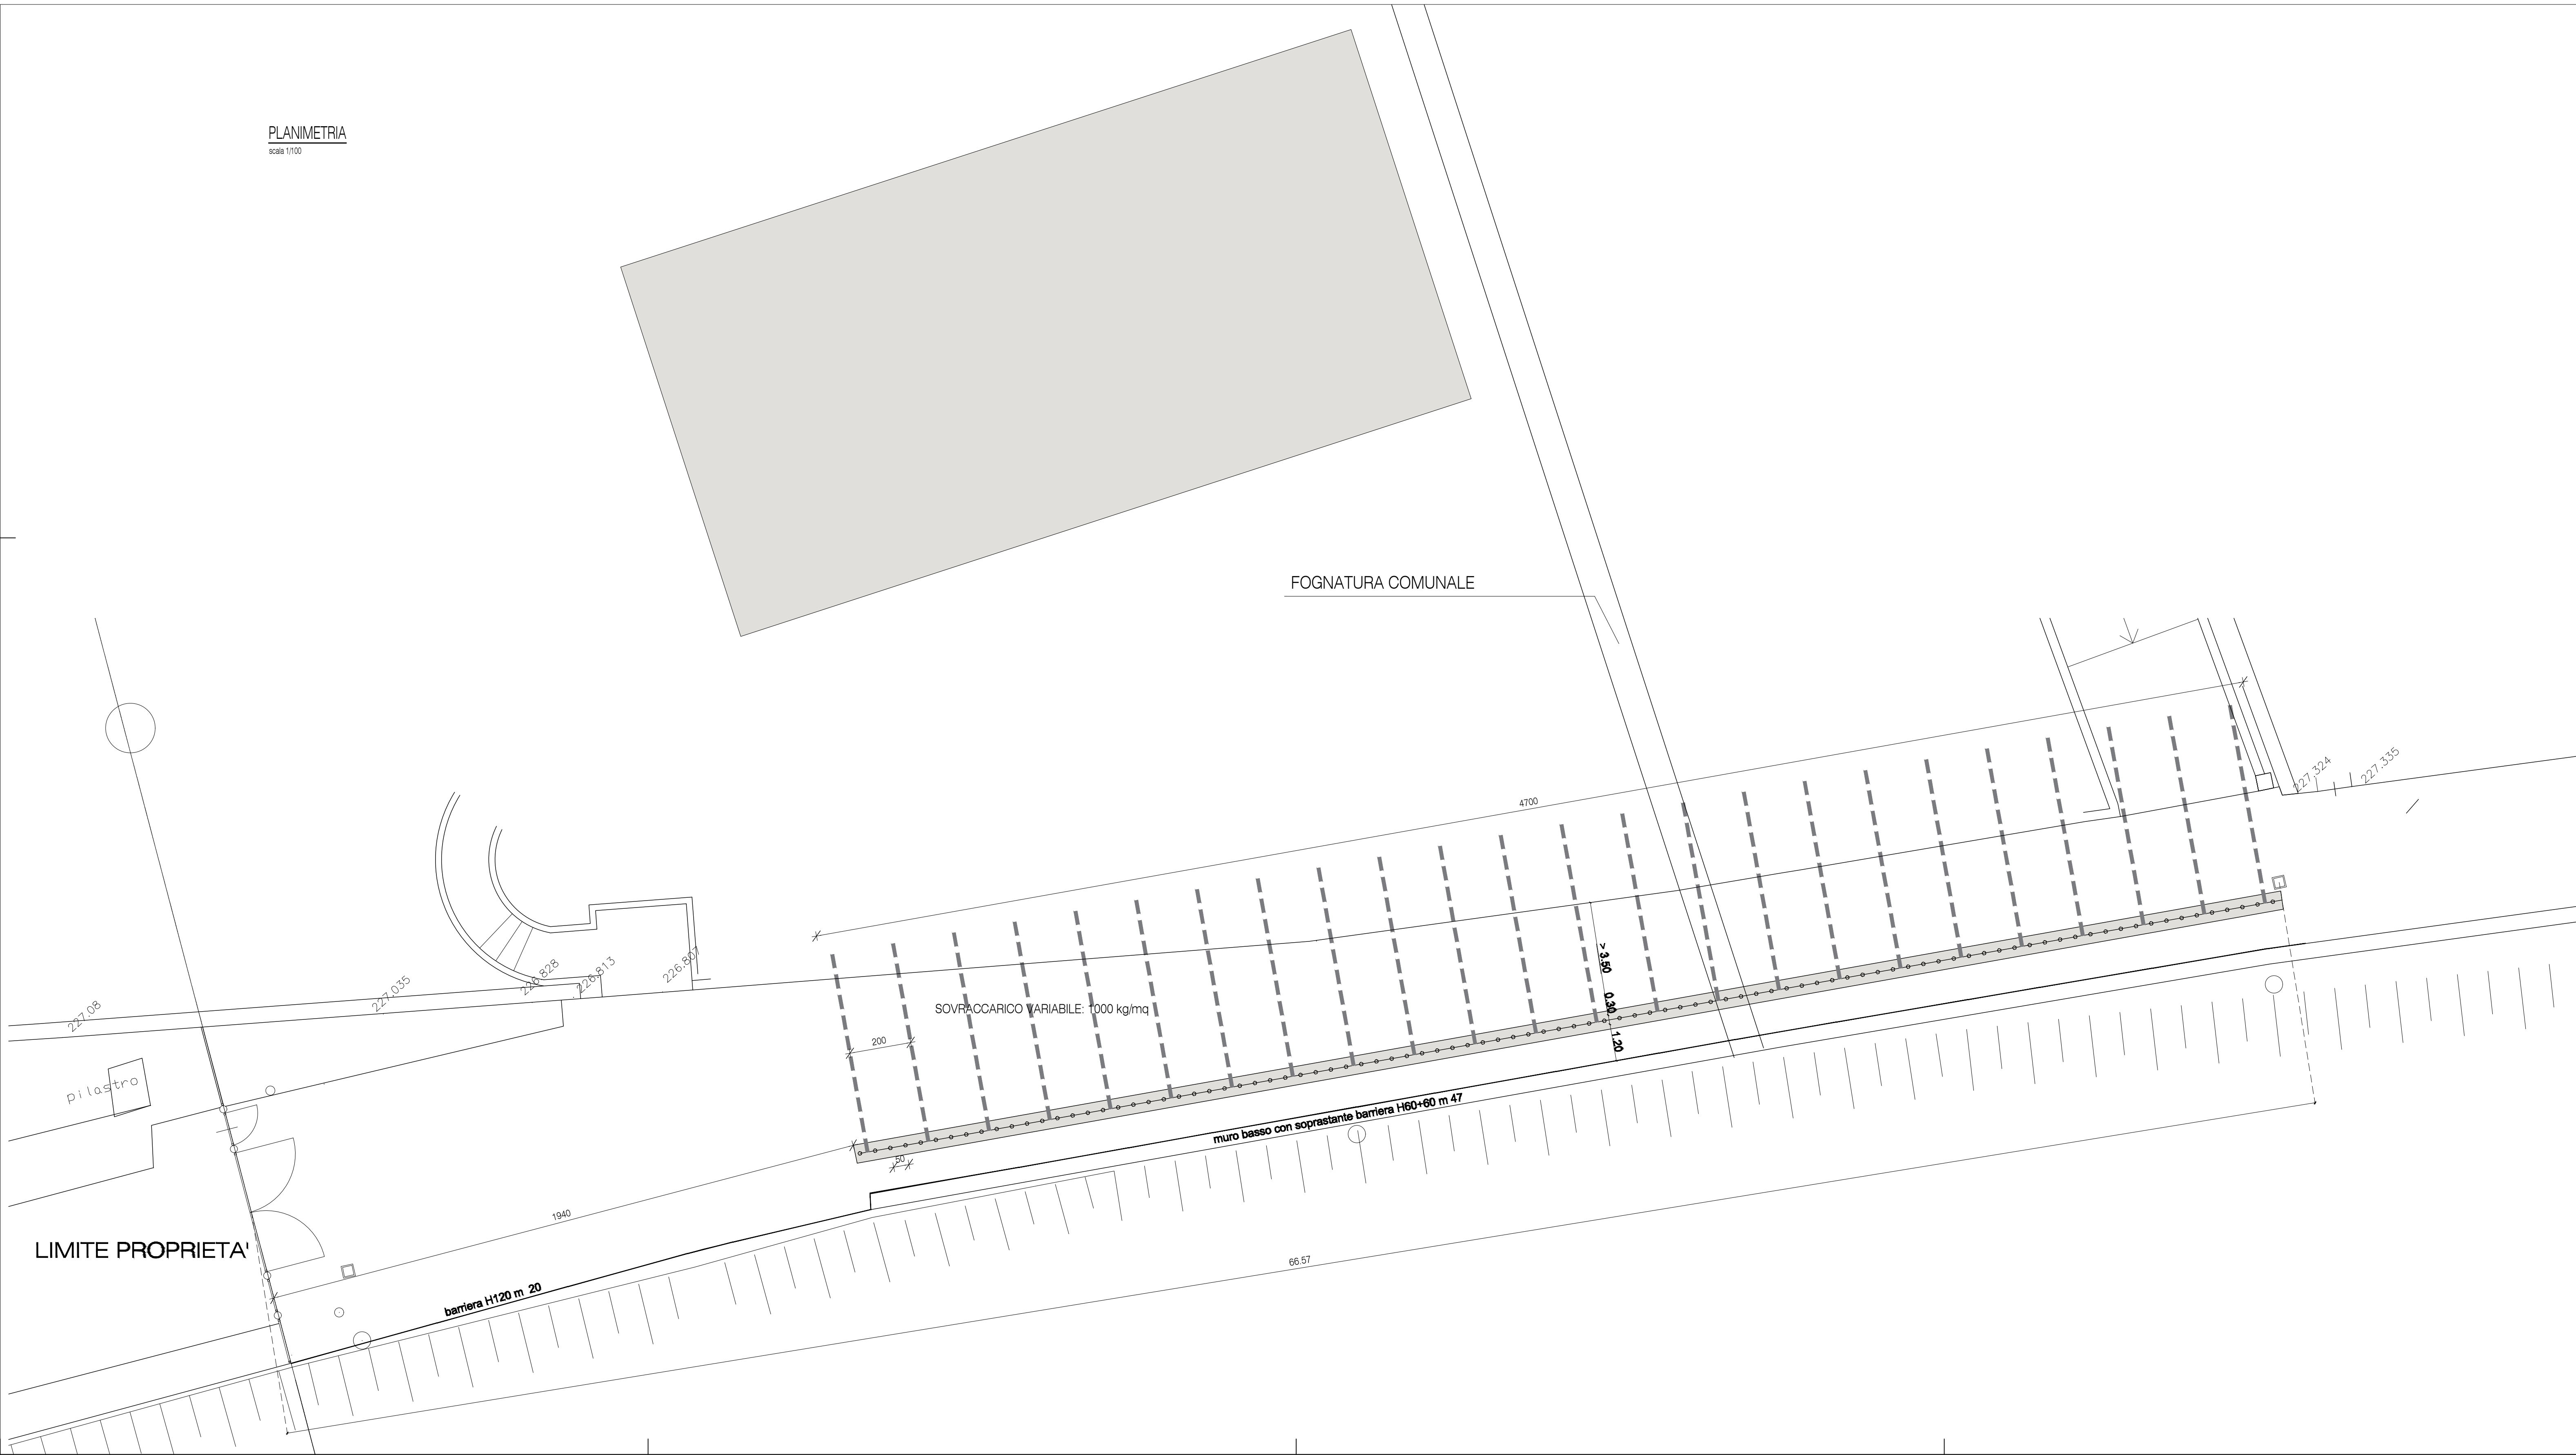 PLANIMETRIA
scala 1/100
FOGNATURA COMUNALE
227.324
227.335
4700
>3.50
0.30
1.20
226.828
226.813
226.807
227.035
227.08
SOVRACCARICO VARIABILE: 1000 kg/mq
200
pilastro
muro basso con soprastante barriera H60+60 m 47
50
1940
LIMITE PROPRIETA'
66.57
barriera H120 m 20